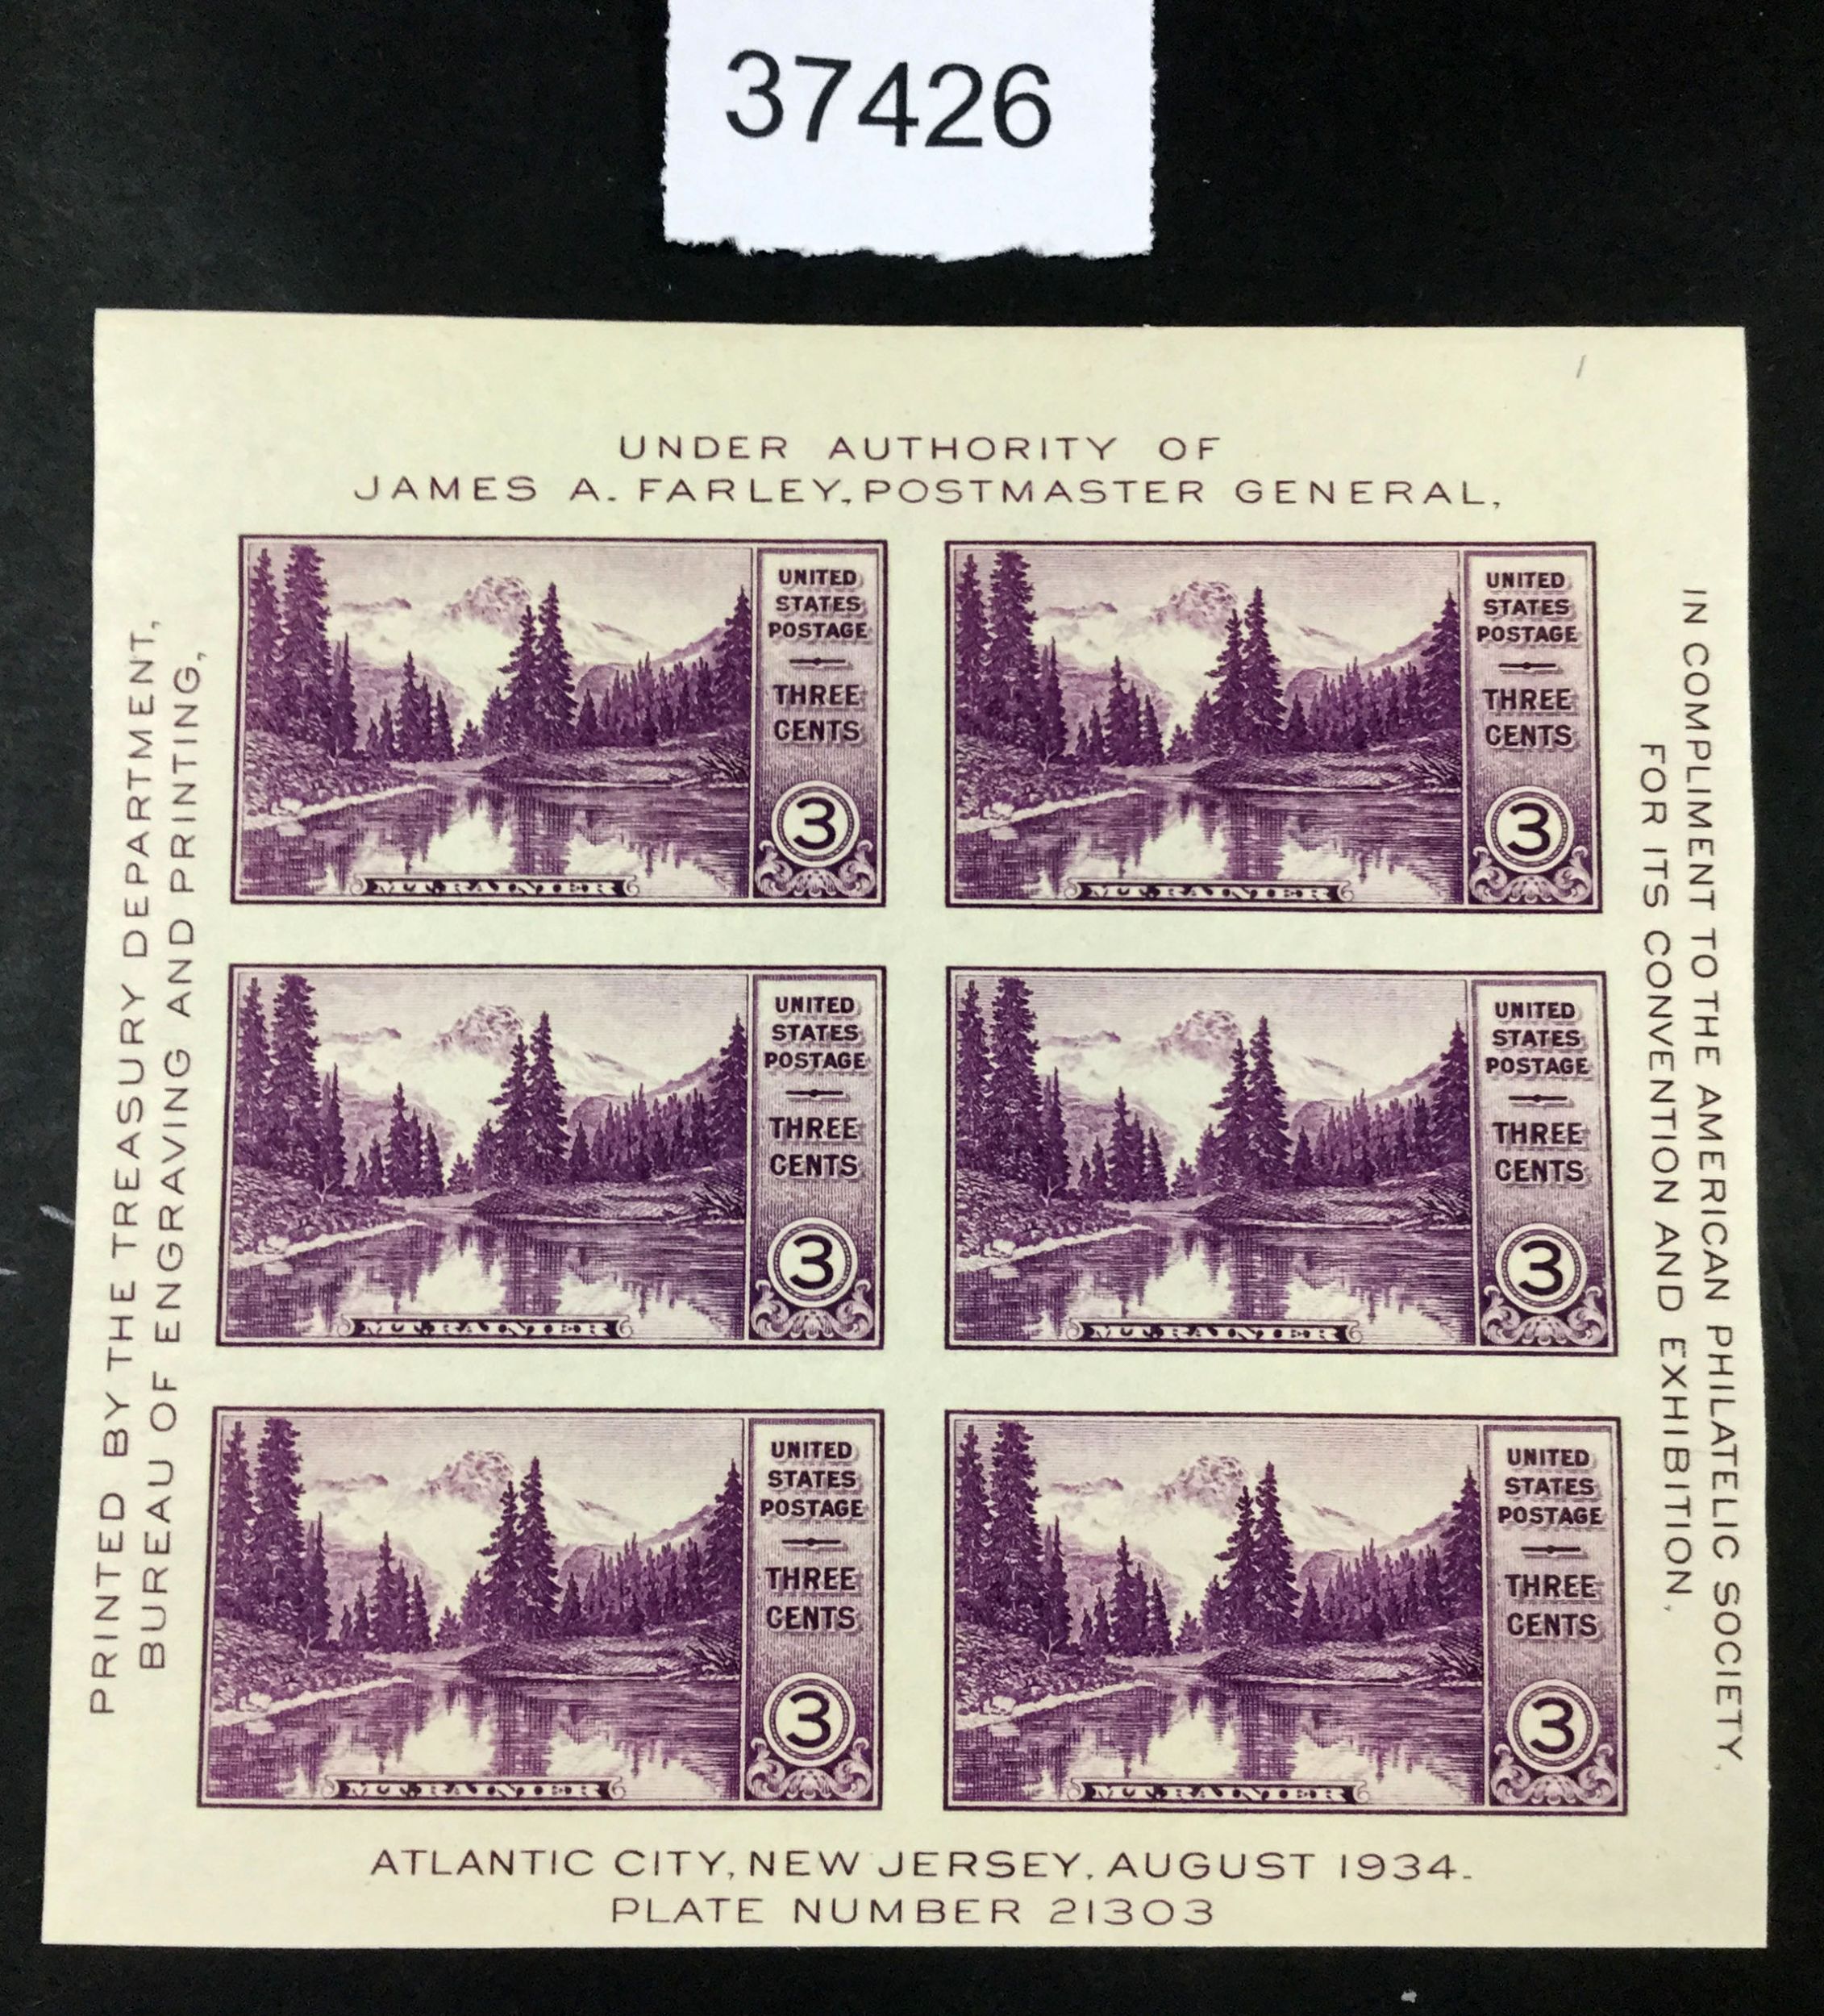 37426
UNDER AUTHORITY OF
JAMES A. FARLEY, POSTMASTER GENERAL,
PRINTED BY THE TREASURY DEPARTMENT,
BUREAU OF ENGRAVING AND PRINTING,
UNITED
STATES
POSTAGE
THREE
CENTS
3
MT. RAINIER
UNITED
STATES
POSTAGE
THREE
CENTS
3
MT. RAINIER
UNITED
STATES
POSTAGE
THREE
CENTS
3
MT. RAINIER
UNITED
STATES
POSTAGE
THREE
CENTS
3
MT. RAINIER
UNITED
STATES
POSTAGE
THREE
CENTS
3
MT. RAINIER
UNITED
STATES
POSTAGE
THREE
CENTS
3
MT. RAINIER
IN COMPLIMENT TO THE AMERICAN PHILATELIC SOCIETY,
FOR ITS CONVENTION AND EXHIBITION,
ATLANTIC CITY, NEW JERSEY, AUGUST 1934.
PLATE NUMBER 21303